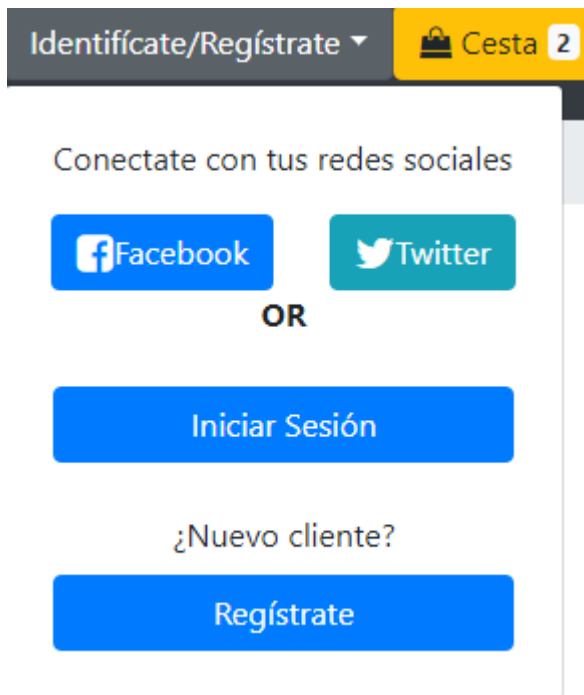 Identifícate/Regístrate Cesta 2
Conectate con tus redes sociales
Facebook Twitter
OR
Iniciar Sesión
¿Nuevo cliente?
Regístrate